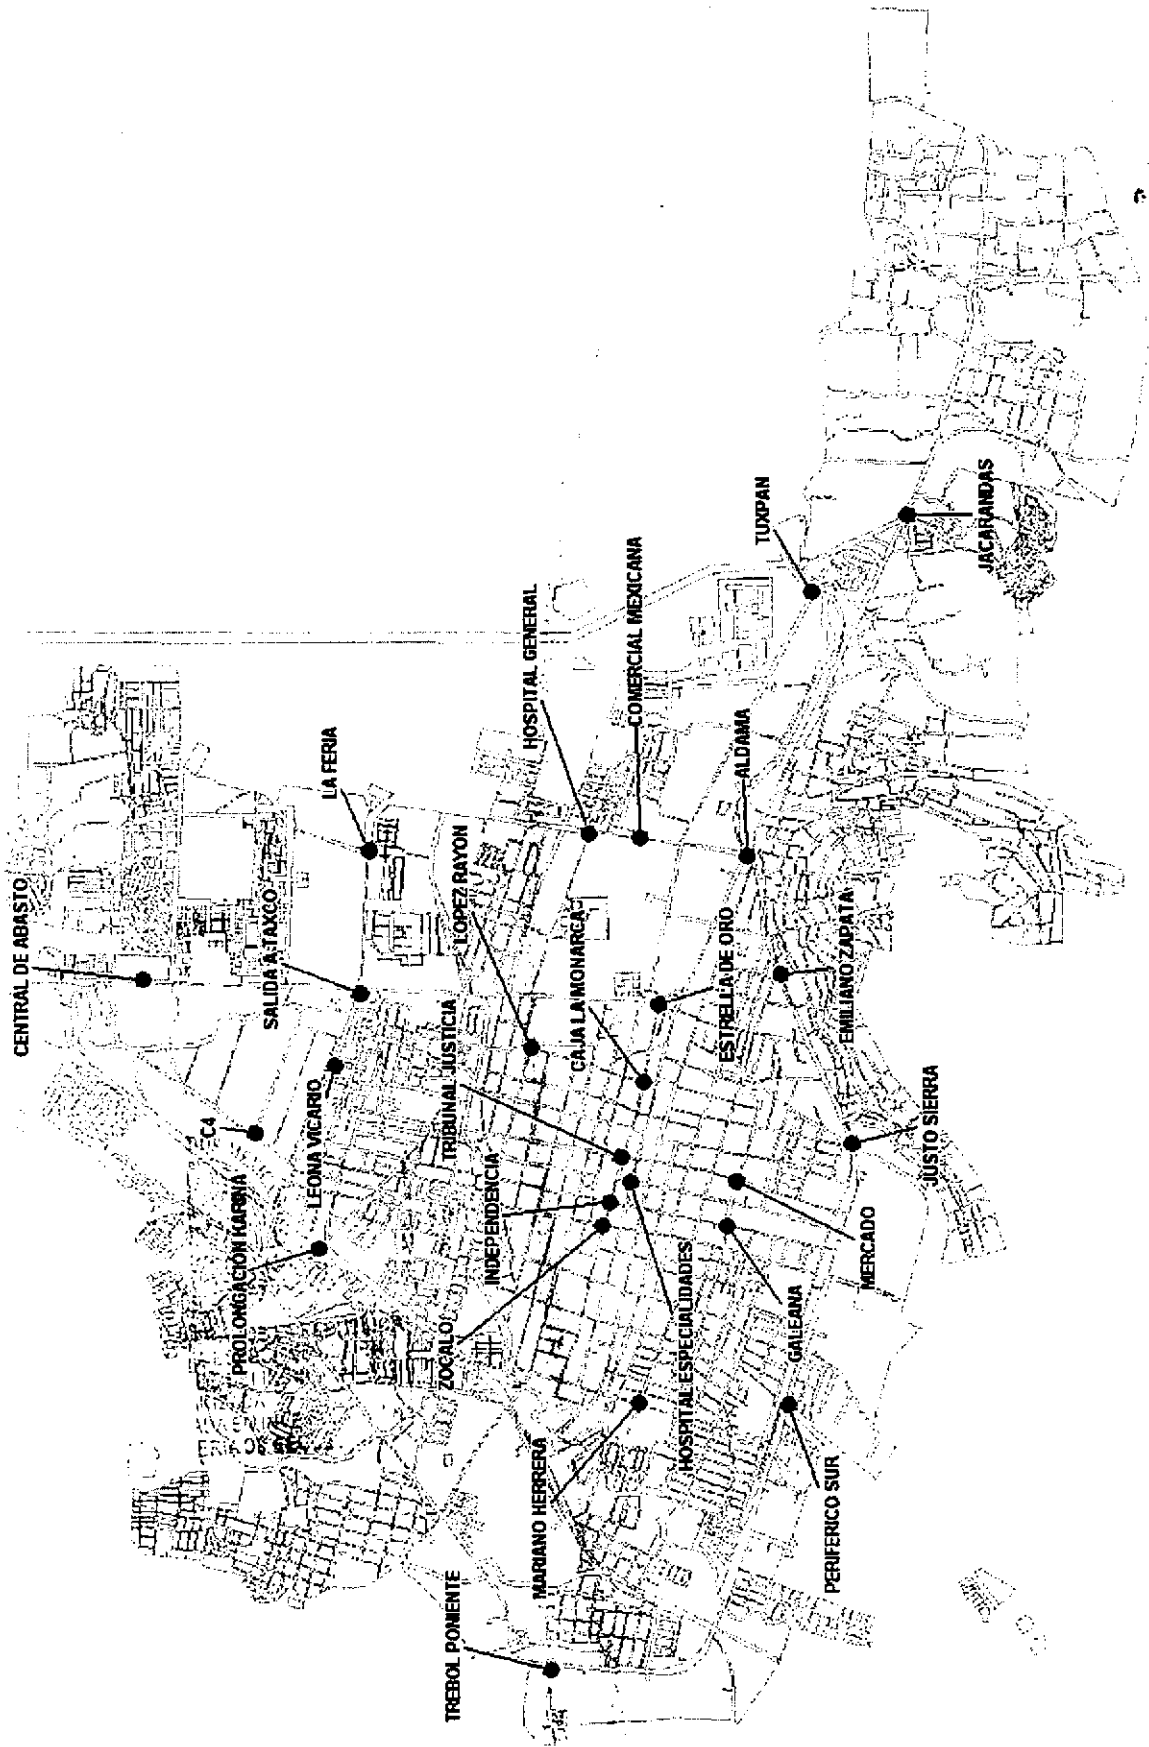 CENTRAL DE ABASTO
SALIDA A TAXCO
LA FERIA
C4
LEONA VICARIO
PROLONGACION KARINA
LOPEZ RAYON
TRIBUNAL JUSTICIA
INDEPENDENCIA
ZOCALO
HOSPITAL GENERAL
COMERCIAL MEXICANA
CAJA LA MONARCA
TUXPAN
JACARANDAS
ALDAMA
ESTRELLA DE ORO
EMILIANO ZAPATA
JUSTO SIERRA
MERCADO
GALEANA
HOSPITAL ESPECIALIDADES
MARIANO HERRERA
PERIFERICO SUR
TREBOL PONIENTE